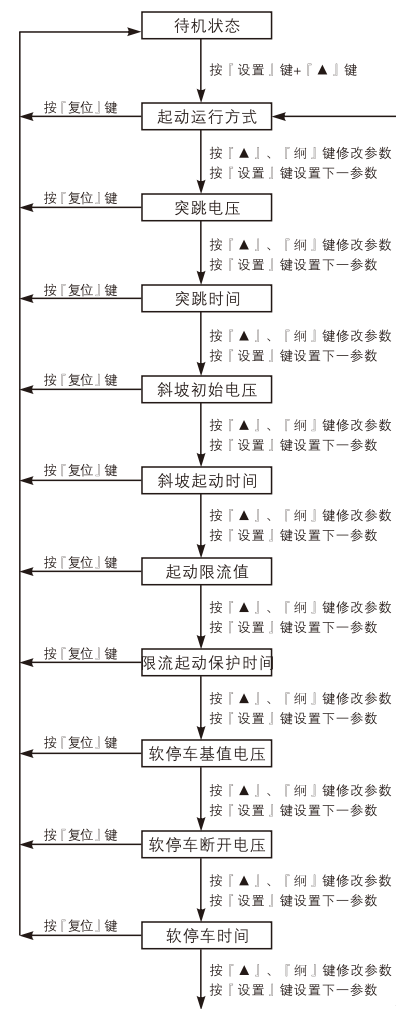 待机状态
按『设置』键+『▲』键
按『复位』键
起动运行方式
按『▲』、『绚』键修改参数
按『设置』键设置下一参数
按『复位』键
突跳电压
按『▲』、『绚』键修改参数
按『设置』键设置下一参数
按『复位』键
突跳时间
按『▲』、『绚』键修改参数
按『设置』键设置下一参数
按『复位』键
斜坡初始电压
按『▲』、『绚』键修改参数
按『设置』键设置下一参数
按『复位』键
斜坡起动时间
按『▲』、『绚』键修改参数
按『设置』键设置下一参数
按『复位』键
起动限流值
按『▲』、『绚』键修改参数
按『设置』键设置下一参数
按『复位』键
限流起动保护时间
按『▲』、『绚』键修改参数
按『设置』键设置下一参数
按『复位』键
软停车基值电压
按『▲』、『绚』键修改参数
按『设置』键设置下一参数
按『复位』键
软停车断开电压
按『▲』、『绚』键修改参数
按『设置』键设置下一参数
按『复位』键
软停车时间
按『▲』、『绚』键修改参数
按『设置』键设置下一参数